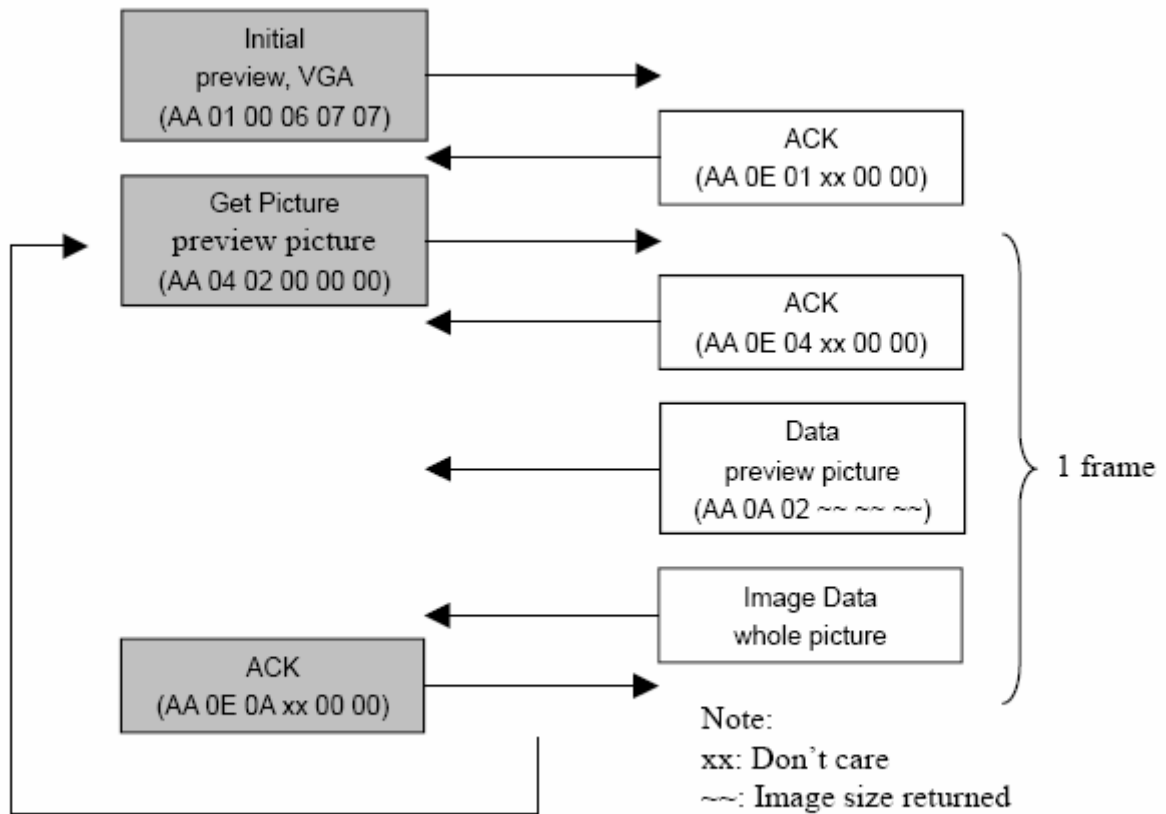 Initial
preview, VGA
(AA 01 00 06 07 07)
ACK
(AA 0E 01 xx 00 00)
Get Picture
preview picture
(AA 04 02 00 00 00)
ACK
(AA 0E 04 xx 00 00)
Data
preview picture
(AA 0A 02 ~~ ~~ ~~)
1 frame
Image Data
whole picture
ACK
(AA 0E 0A xx 00 00)
Note:
xx: Don't care
~~: Image size returned